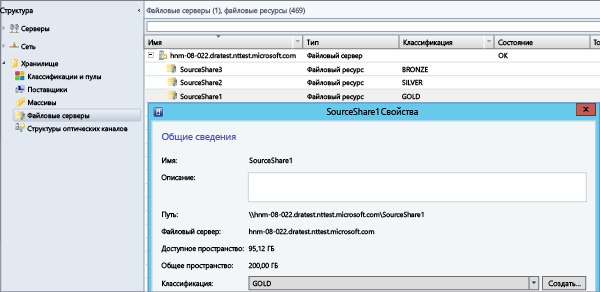 Структура
Серверы
Сеть
Хранилище
Классификации и пулы
Поставщики
Массивы
Файловые серверы
Структуры оптических каналов
Файловые серверы (1), файловые ресурсы (469)
Имя Тип Классификация Состояние То
hnm-08-022.dratest.nttest.microsoft.com Файловый сервер ОК
SourceShare3 Файловый ресурс BRONZE
SourceShare2 Файловый ресурс SILVER
SourceShare1 Файловый ресурс GOLD
SourceShare1 Свойства
Общие сведения
Имя: SourceShare1
Описание:
Путь: \\hnm-08-022.dratest.nttest.microsoft.com\SourceShare1
Файловый сервер: hnm-08-022.dratest.nttest.microsoft.com
Доступное пространство: 95,12 ГБ
Общее пространство: 200,00 ГБ
Классификация: GOLD Создать...